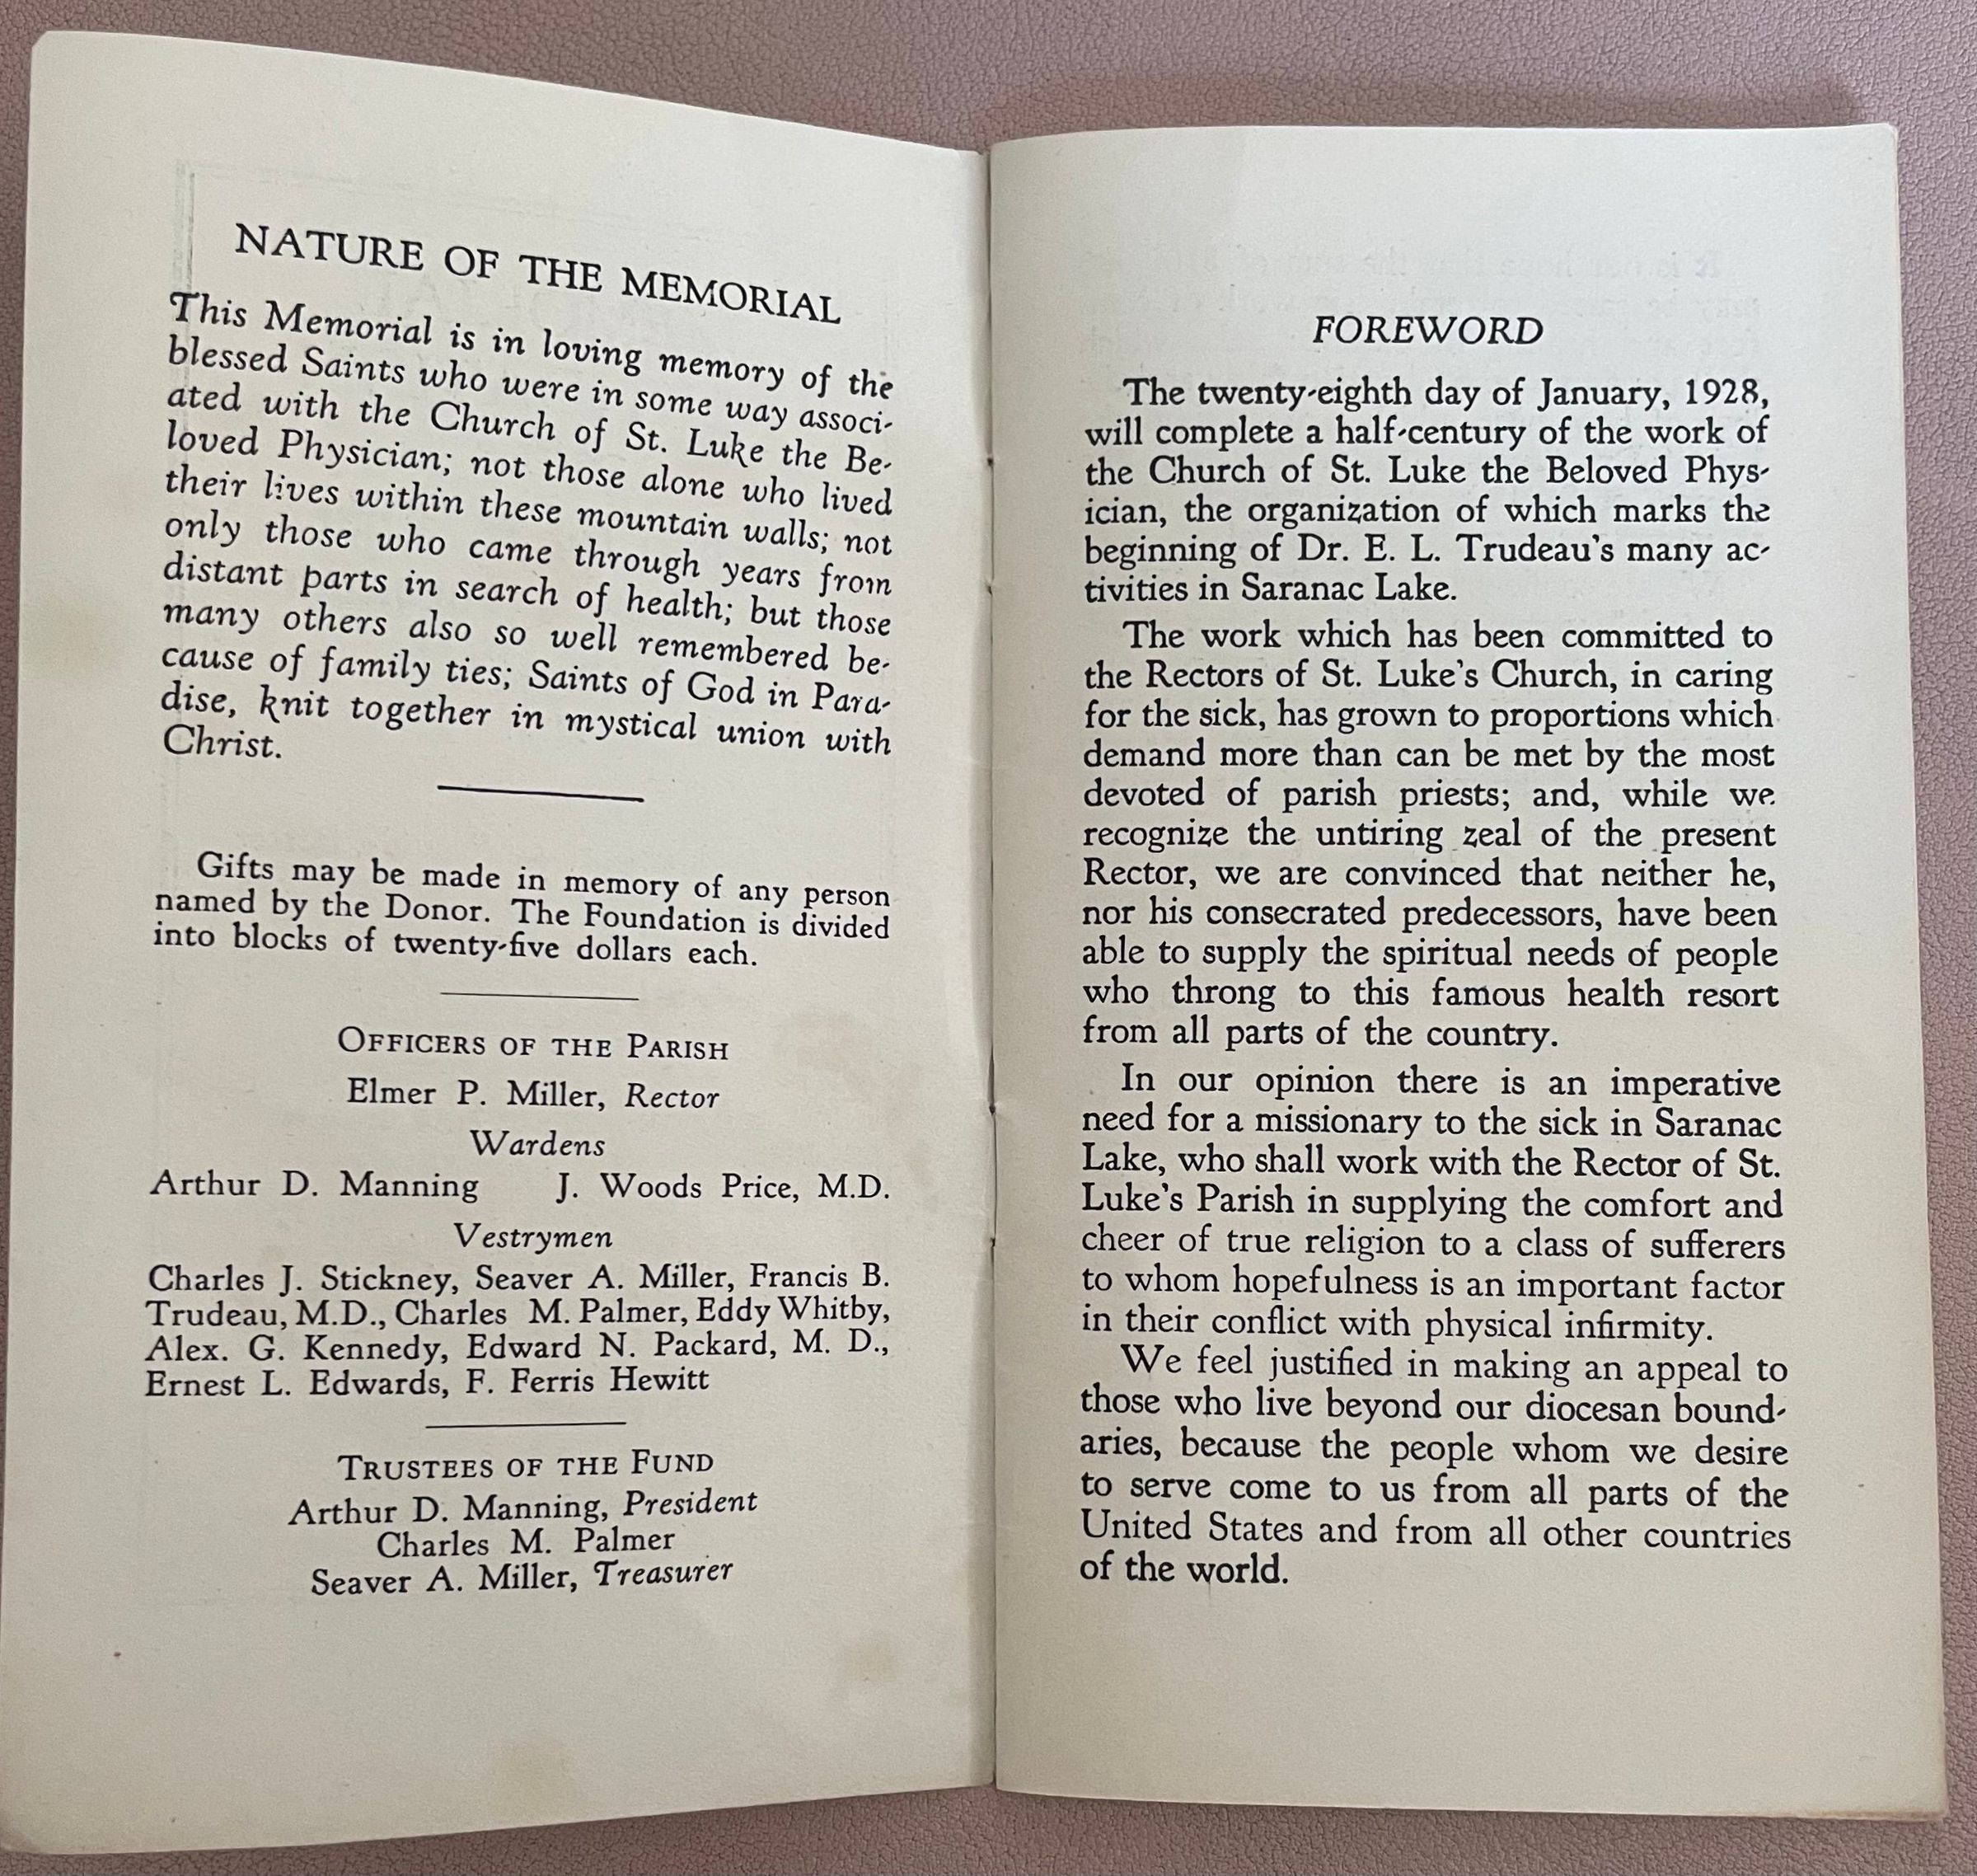 NATURE OF THE MEMORIAL
This Memorial is in loving memory of the
blessed Saints who were in some way associ-
ated with the Church of St. Luke the Be-
loved Physician; not those alone who lived
their lives within these mountain walls; not
only those who came through years from
distant parts in search of health; but those
many others also so well remembered be-
cause of family ties; Saints of God in Para-
dise, knit together in mystical union with
Christ.
Gifts may be made in memory of any person
named by the Donor. The Foundation is divided
into blocks of twenty-five dollars each.
OFFICERS OF THE PARISH
Elmer P. Miller, Rector
Wardens
Arthur D. Manning J. Woods Price, M.D.
Vestrymen
Charles J. Stickney, Seaver A. Miller, Francis B.
Trudeau, M.D., Charles M. Palmer, Eddy Whitby,
Alex. G. Kennedy, Edward N. Packard, M. D.,
Ernest L. Edwards, F. Ferris Hewitt
TRUSTEES OF THE FUND
Arthur D. Manning, President
Charles M. Palmer
Seaver A. Miller, Treasurer
FOREWORD
The twenty-eighth day of January, 1928,
will complete a half-century of the work of
the Church of St. Luke the Beloved Phys-
ician, the organization of which marks the
beginning of Dr. E. L. Trudeau's many ac-
tivities in Saranac Lake.
The work which has been committed to
the Rectors of St. Luke's Church, in caring
for the sick, has grown to proportions which
demand more than can be met by the most
devoted of parish priests; and, while we
recognize the untiring zeal of the present
Rector, we are convinced that neither he,
nor his consecrated predecessors, have been
able to supply the spiritual needs of people
who throng to this famous health resort
from all parts of the country.
In our opinion there is an imperative
need for a missionary to the sick in Saranac
Lake, who shall work with the Rector of St.
Luke's Parish in supplying the comfort and
cheer of true religion to a class of sufferers
to whom hopefulness is an important factor
in their conflict with physical infirmity.
We feel justified in making an appeal to
those who live beyond our diocesan bound-
aries, because the people whom we desire
to serve come to us from all parts of the
United States and from all other countries
of the world.